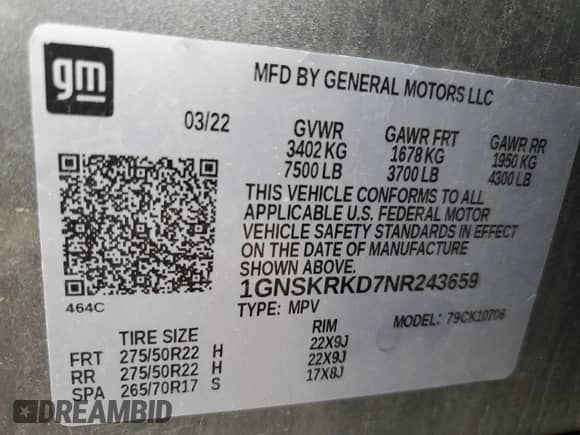 gm
MFD BY GENERAL MOTORS LLC
03/22 GVWR GAWR FRT GAWR RR
3402 KG 1678 KG 1950 KG
7500 LB 3700 LB 4300 LB
THIS VEHICLE CONFORMS TO ALL
APPLICABLE U.S. FEDERAL MOTOR
VEHICLE SAFETY STANDARDS IN EFFECT
ON THE DATE OF MANUFACTURE
SHOWN ABOVE.
1GNSKRKD7NR243659
464C
TYPE: MPV MODEL: 79CK10706
TIRE SIZE RIM
FRT 275/50R22 H 22X9J
RR 275/50R22 H 22X9J
SPA 265/70R17 S 17X8J
DREAMBID